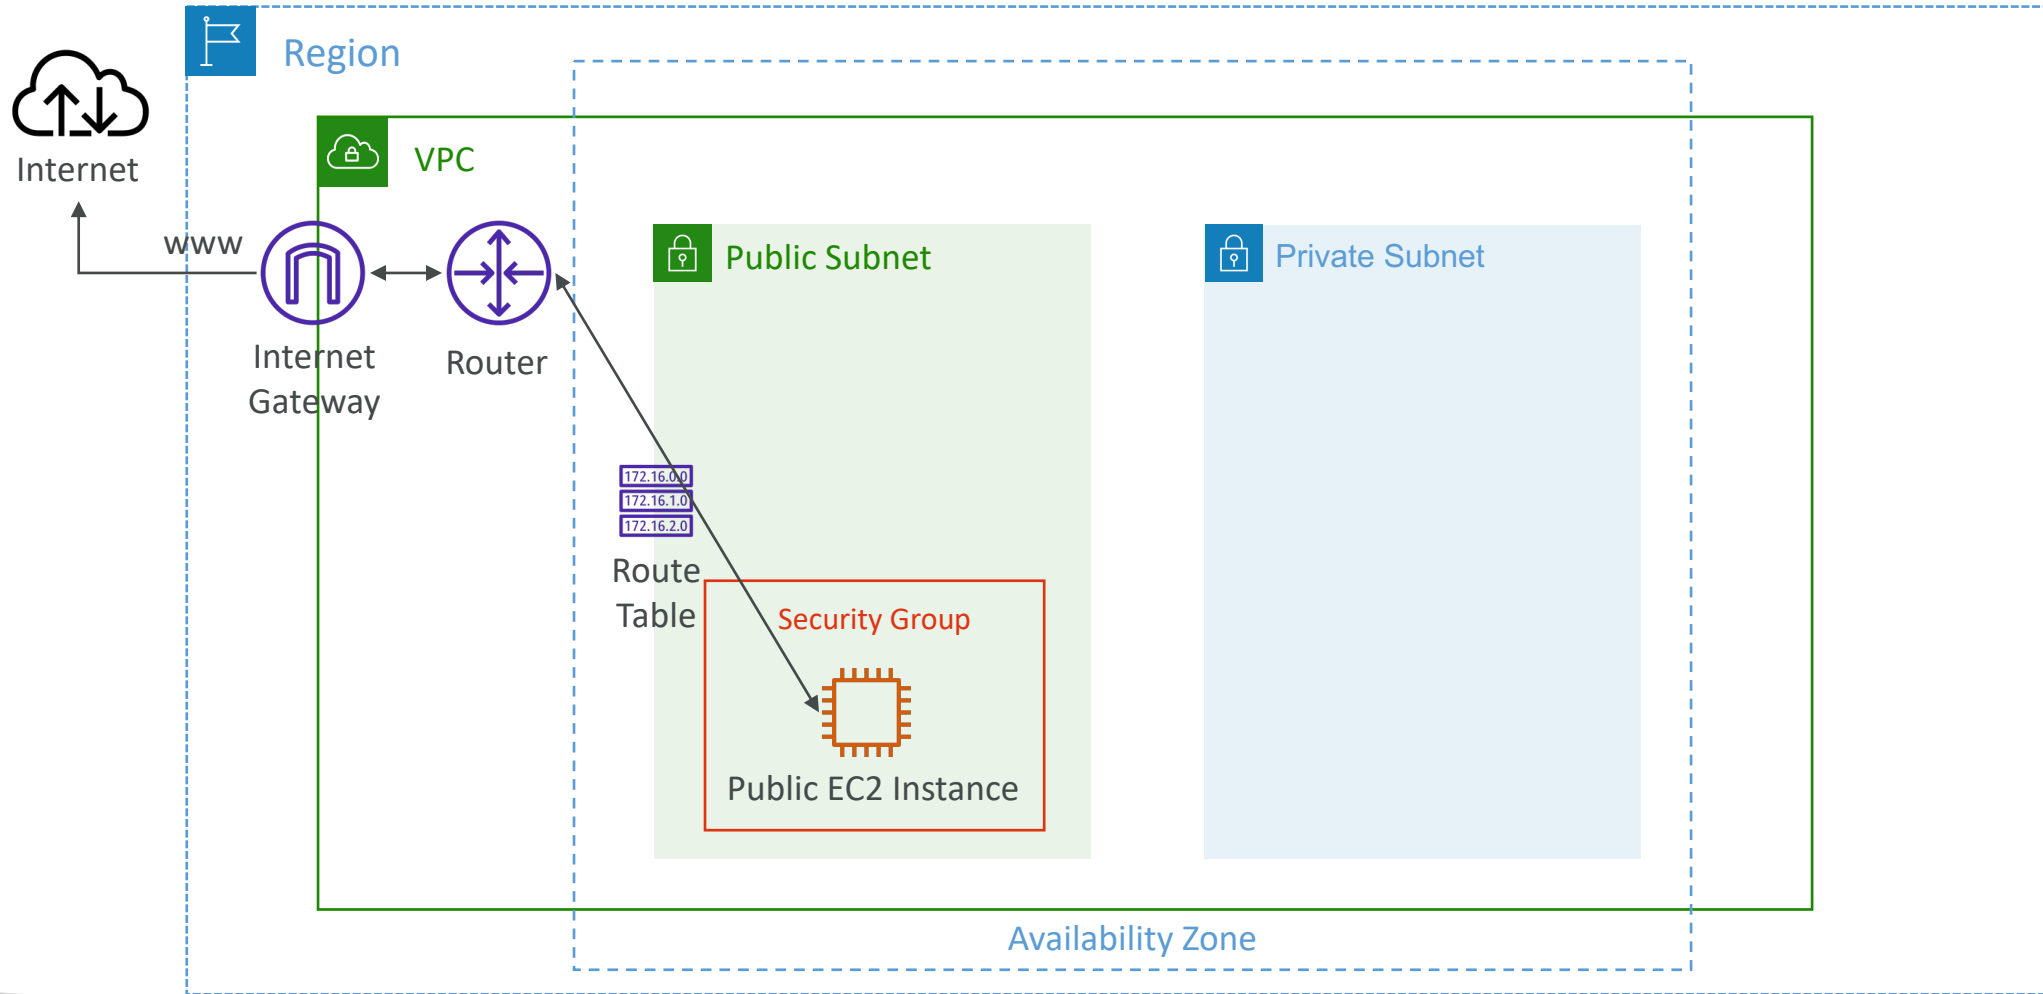 Region
Internet
VPC
www
Public Subnet
Private Subnet
Internet
Gateway
Router
172.16.0.0
172.16.1.0
172.16.2.0
Route
Table
Security Group
Public EC2 Instance
Availability Zone